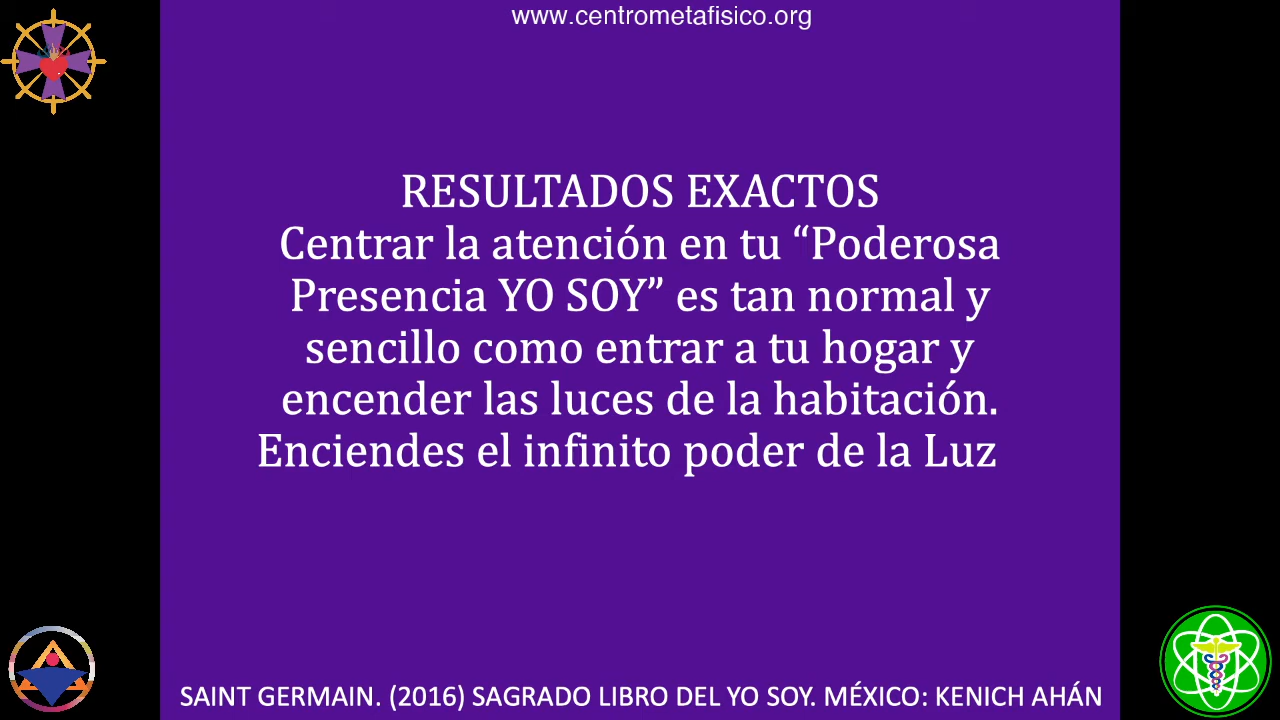 www.centrometafisico.org
RESULTADOS EXACTOS
Centrar la atención en tu “Poderosa
Presencia YO SOY” es tan normal y
sencillo como entrar a tu hogar y
encender las luces de la habitación.
Enciendes el infinito poder de la Luz
SAINT GERMAIN. (2016) SAGRADO LIBRO DEL YO SOY. MÉXICO: KENICH AHÁN